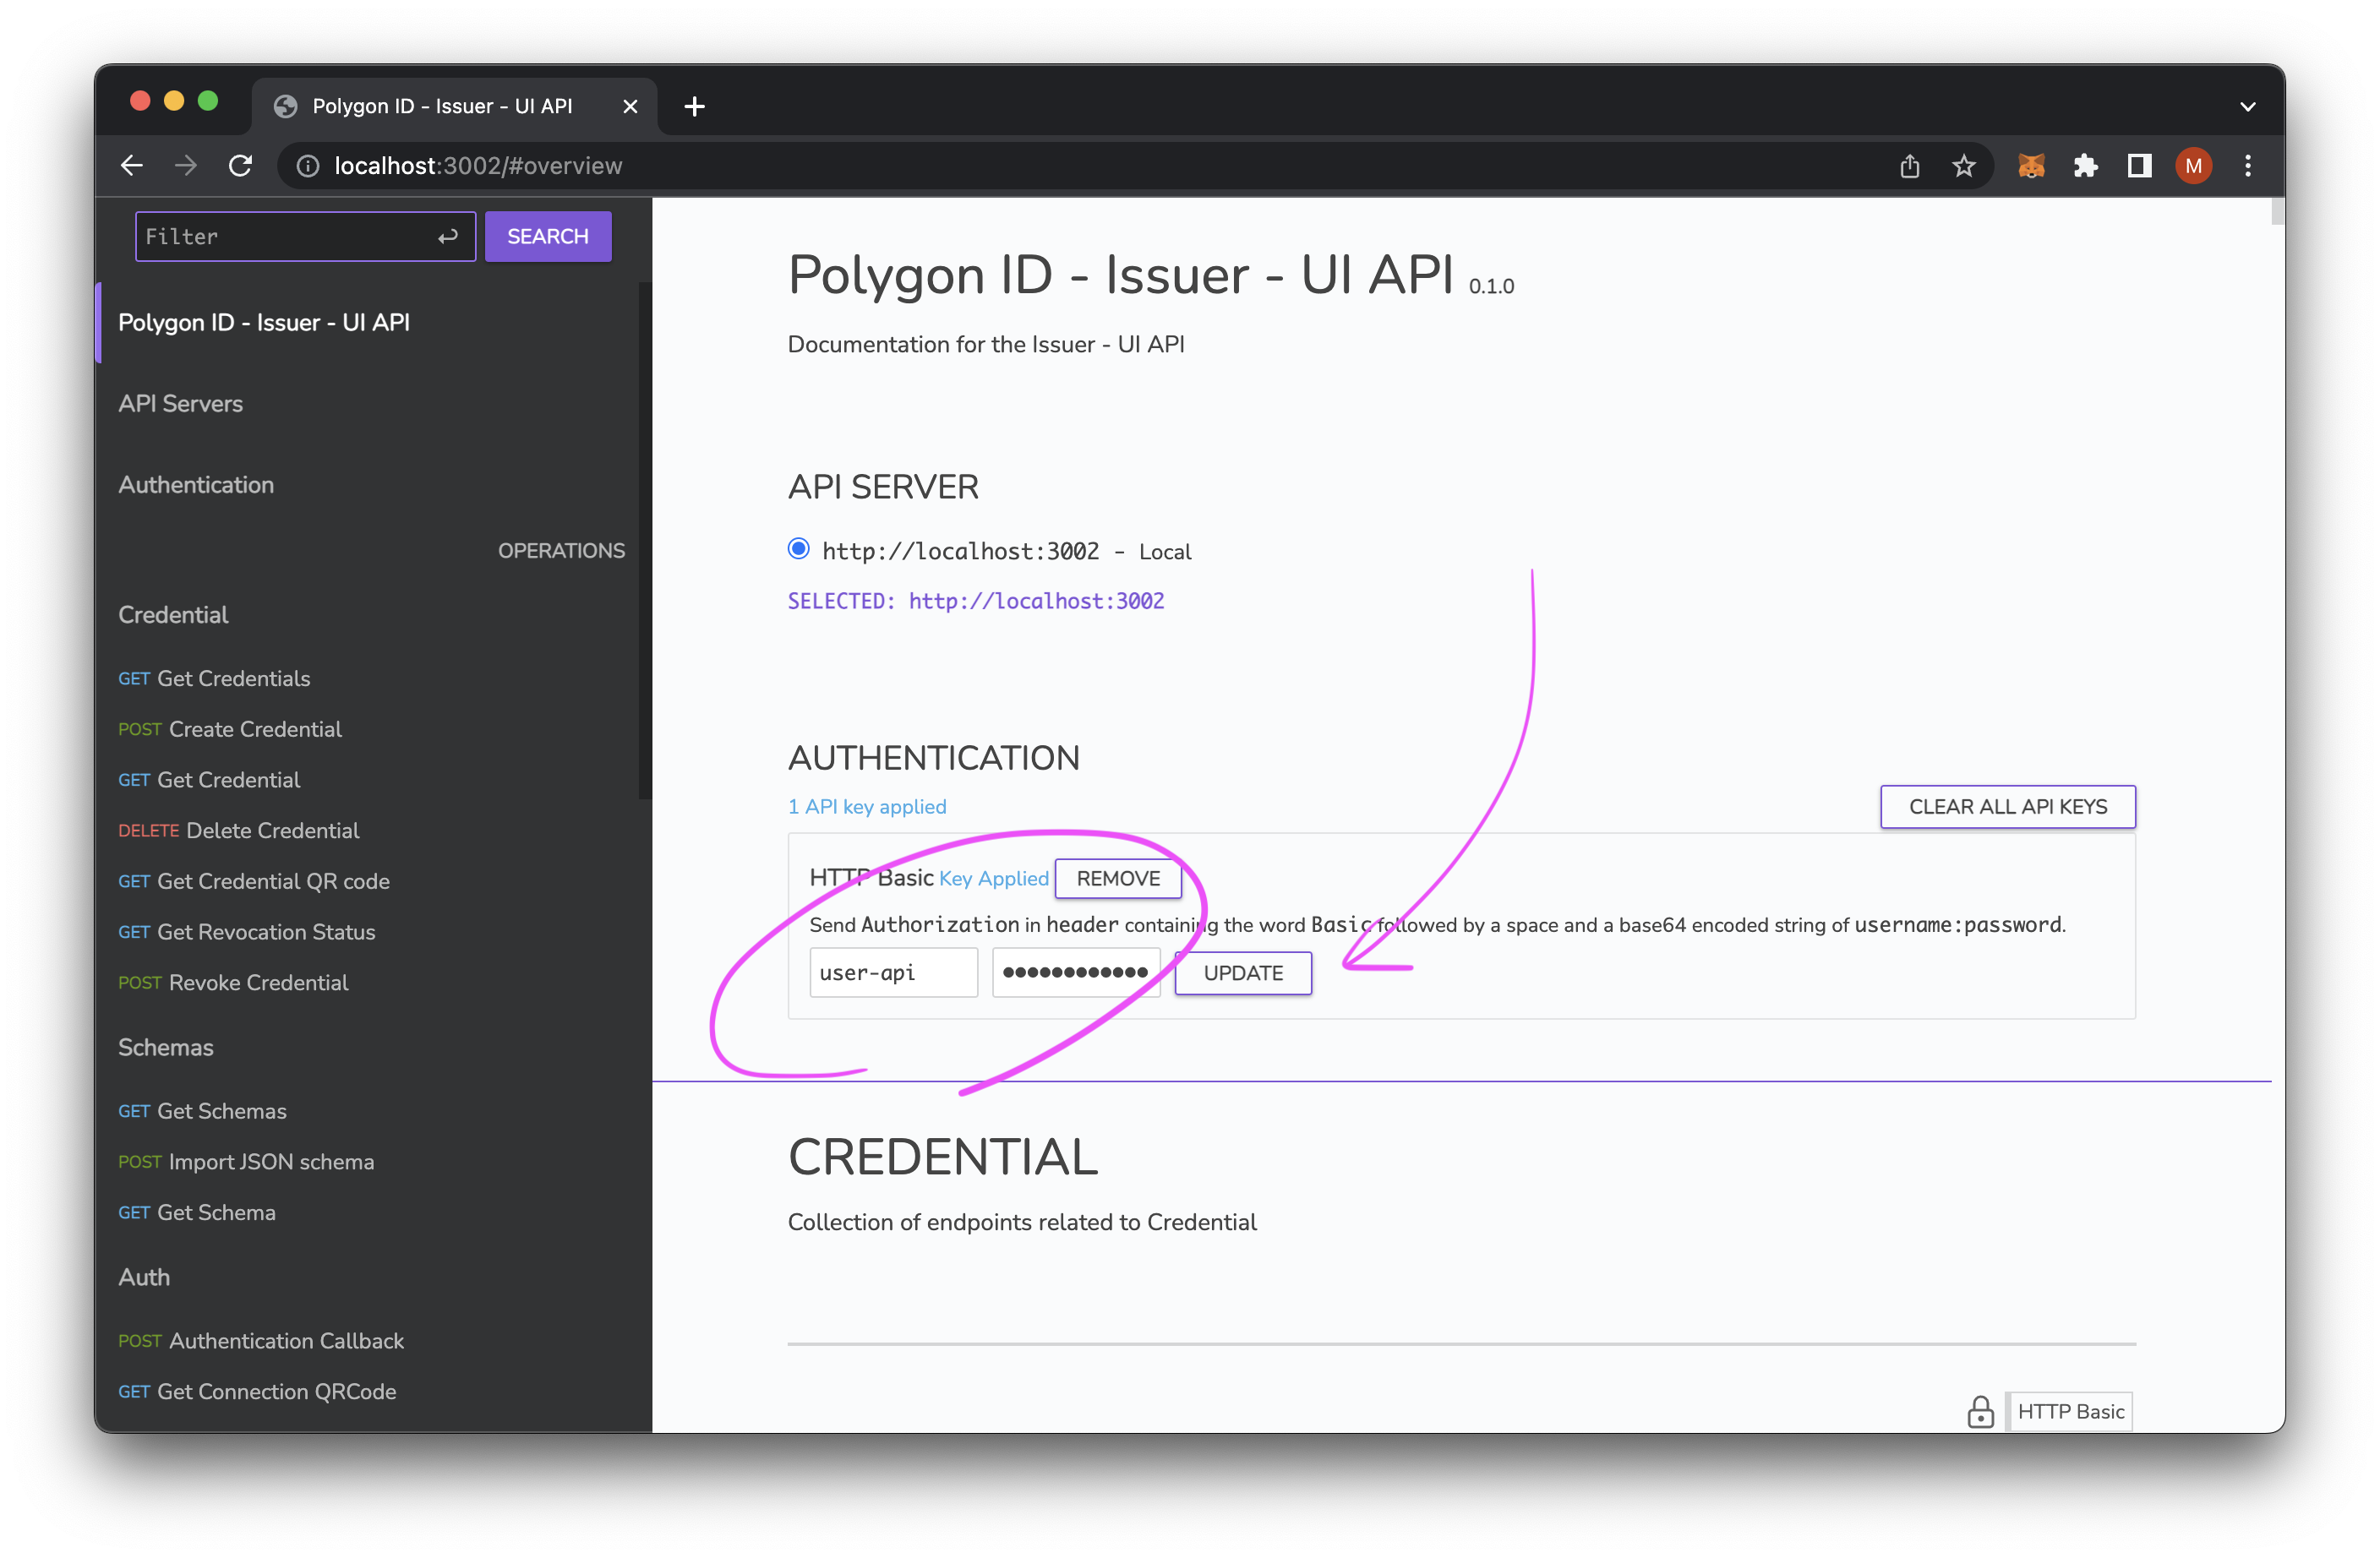 Polygon ID - Issuer - UI API
localhost:3002/#overview
M
Filter
SEARCH
Polygon ID - Issuer - UI API
API Servers
Authentication
OPERATIONS
Credential
GET Get Credentials
POST Create Credential
GET Get Credential
DELETE Delete Credential
GET Get Credential QR code
GET Get Revocation Status
POST Revoke Credential
Schemas
GET Get Schemas
POST Import JSON schema
GET Get Schema
Auth
POST Authentication Callback
GET Get Connection QRCode
Polygon ID - Issuer - UI API 0.1.0
Documentation for the Issuer - UI API
API SERVER
http://localhost:3002 - Local
SELECTED: http://localhost:3002
AUTHENTICATION
1 API key applied
CLEAR ALL API KEYS
HTTP Basic Key Applied REMOVE
Send Authorization in header containing the word Basic followed by a space and a base64 encoded string of username:password.
user-api
UPDATE
CREDENTIAL
Collection of endpoints related to Credential
HTTP Basic